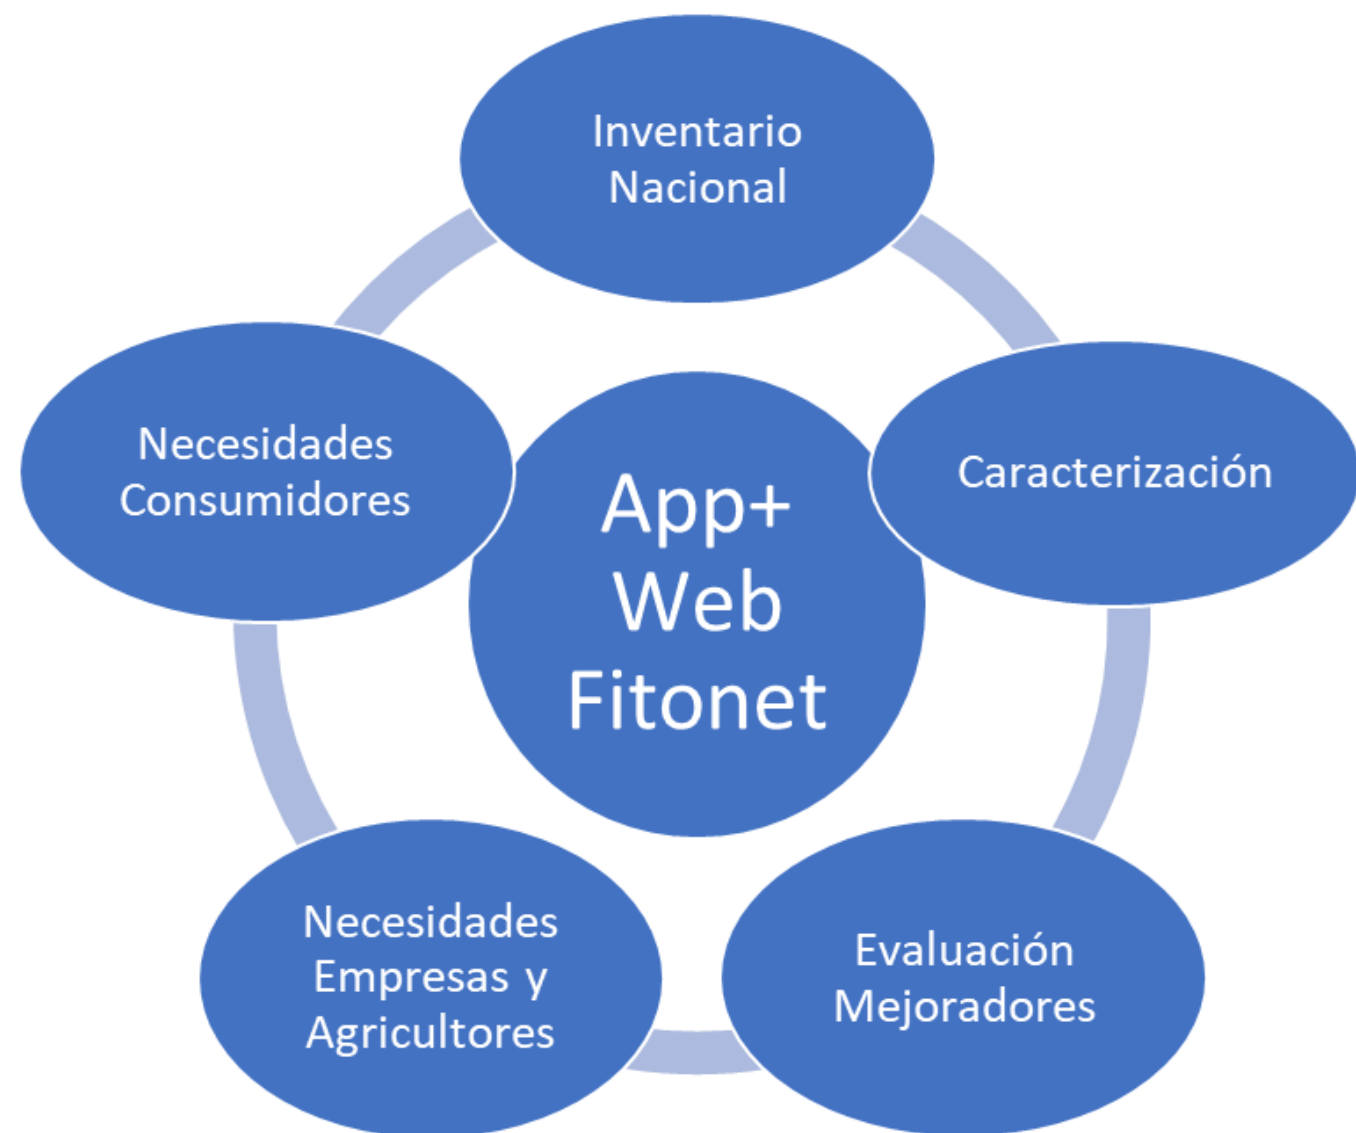 Inventario
Nacional
Necesidades
Consumidores
Caracterización
App+
Web
Fitonet
Necesidades
Empresas y
Agricultores
Evaluación
Mejoradores